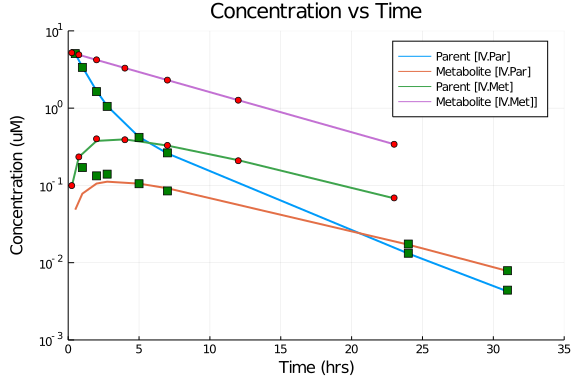 Concentration vs Time
Concentration (uM)
10^1
10^0
10^-1
10^-2
10^-3
Parent [IV.Par]
Metabolite [IV.Par]
Parent [IV.Met]
Metabolite [IV.Met]]
0 5 10 15 20 25 30 35
Time (hrs)